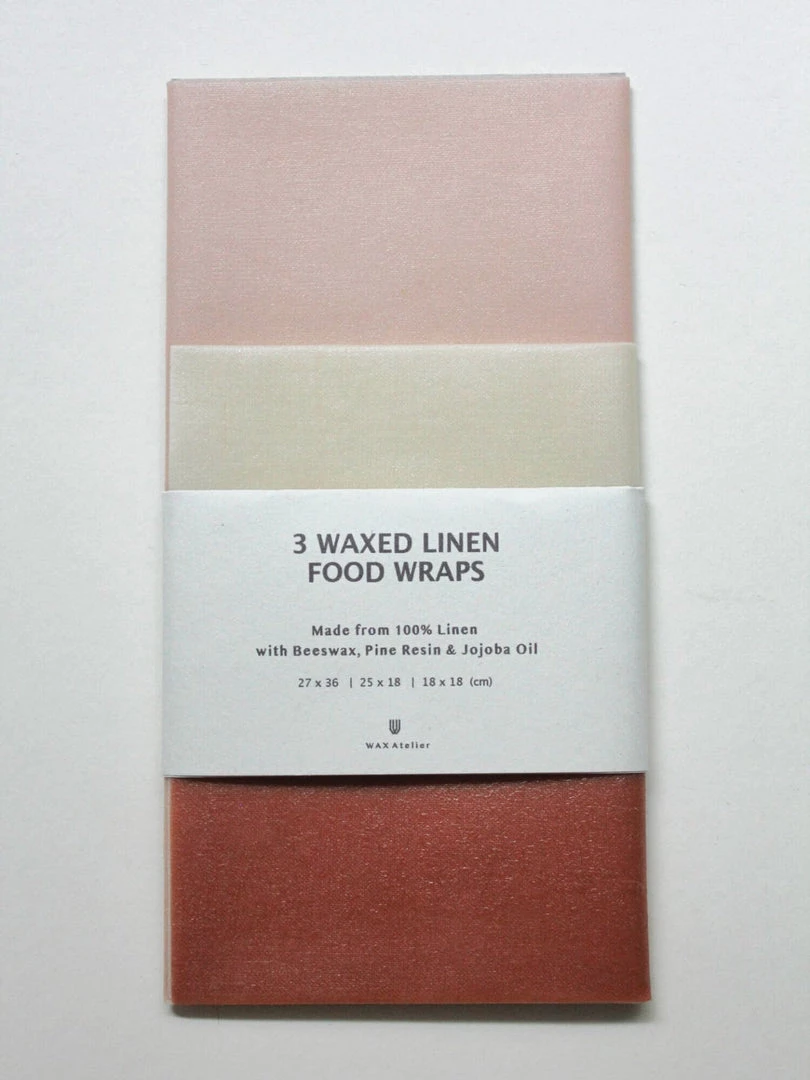 3 WAXED LINEN
FOOD WRAPS
Made from 100% Linen
with Beeswax, Pine Resin & Jojoba Oil
27 x 36 | 25 x 18 | 18 x 18 (cm)
WAX Atelier